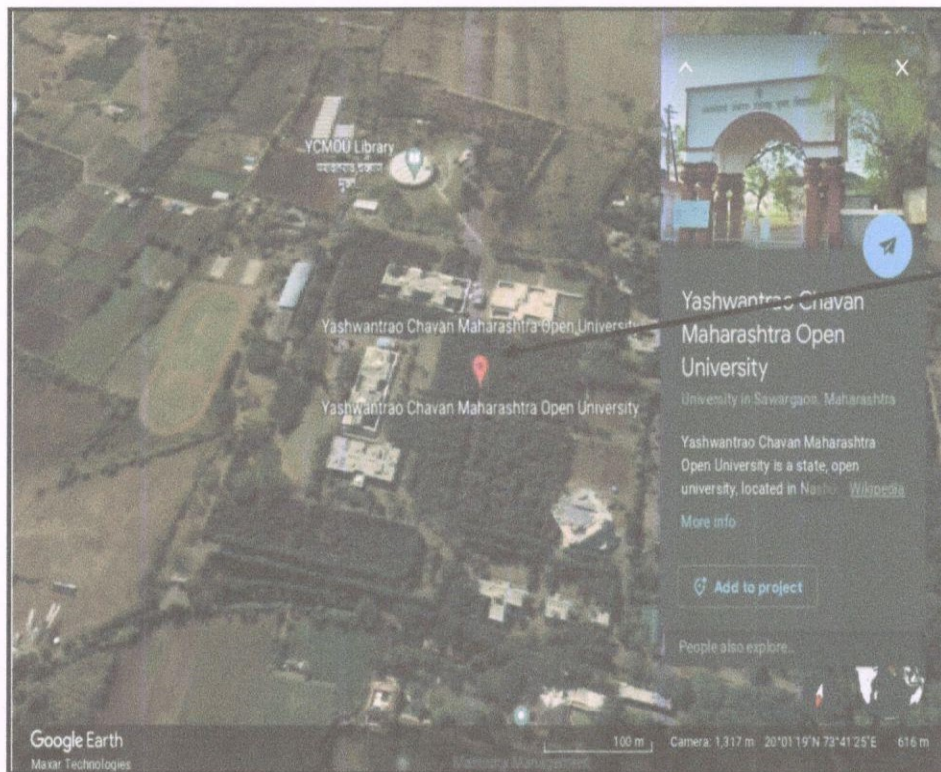 YCMOU Library
Yashwantrao Chavan Maharashtra Open University
Yashwantrao Chavan Maharashtra Open University
Yashwantrao Chavan
Maharashtra Open
University
University in Sawargaon, Maharashtra
Yashwantrao Chavan Maharashtra
Open University is a state, open
university, located in Nashi Wikipedia
More info
Add to project
People also explore..
Google Earth
Maxar Technologies
100 m
Camera: 1,317 m 20°01'19"N 73°41'25"E 616 m
Management